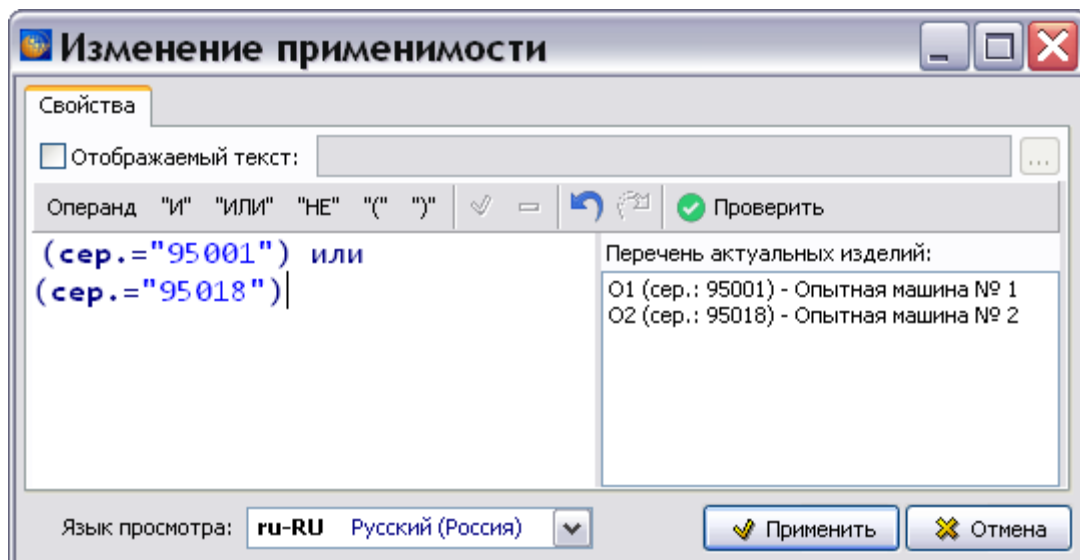 Изменение применимости
Свойства
Отображаемый текст: ...
Операнд "И" "ИЛИ" "НЕ" "(" ")" Проверить
(сер.="95001") или
(сер.="95018")
Перечень актуальных изделий:
О1 (сер.: 95001) - Опытная машина № 1
О2 (сер.: 95018) - Опытная машина № 2
Язык просмотра: ru-RU Русский (Россия) Применить Отмена